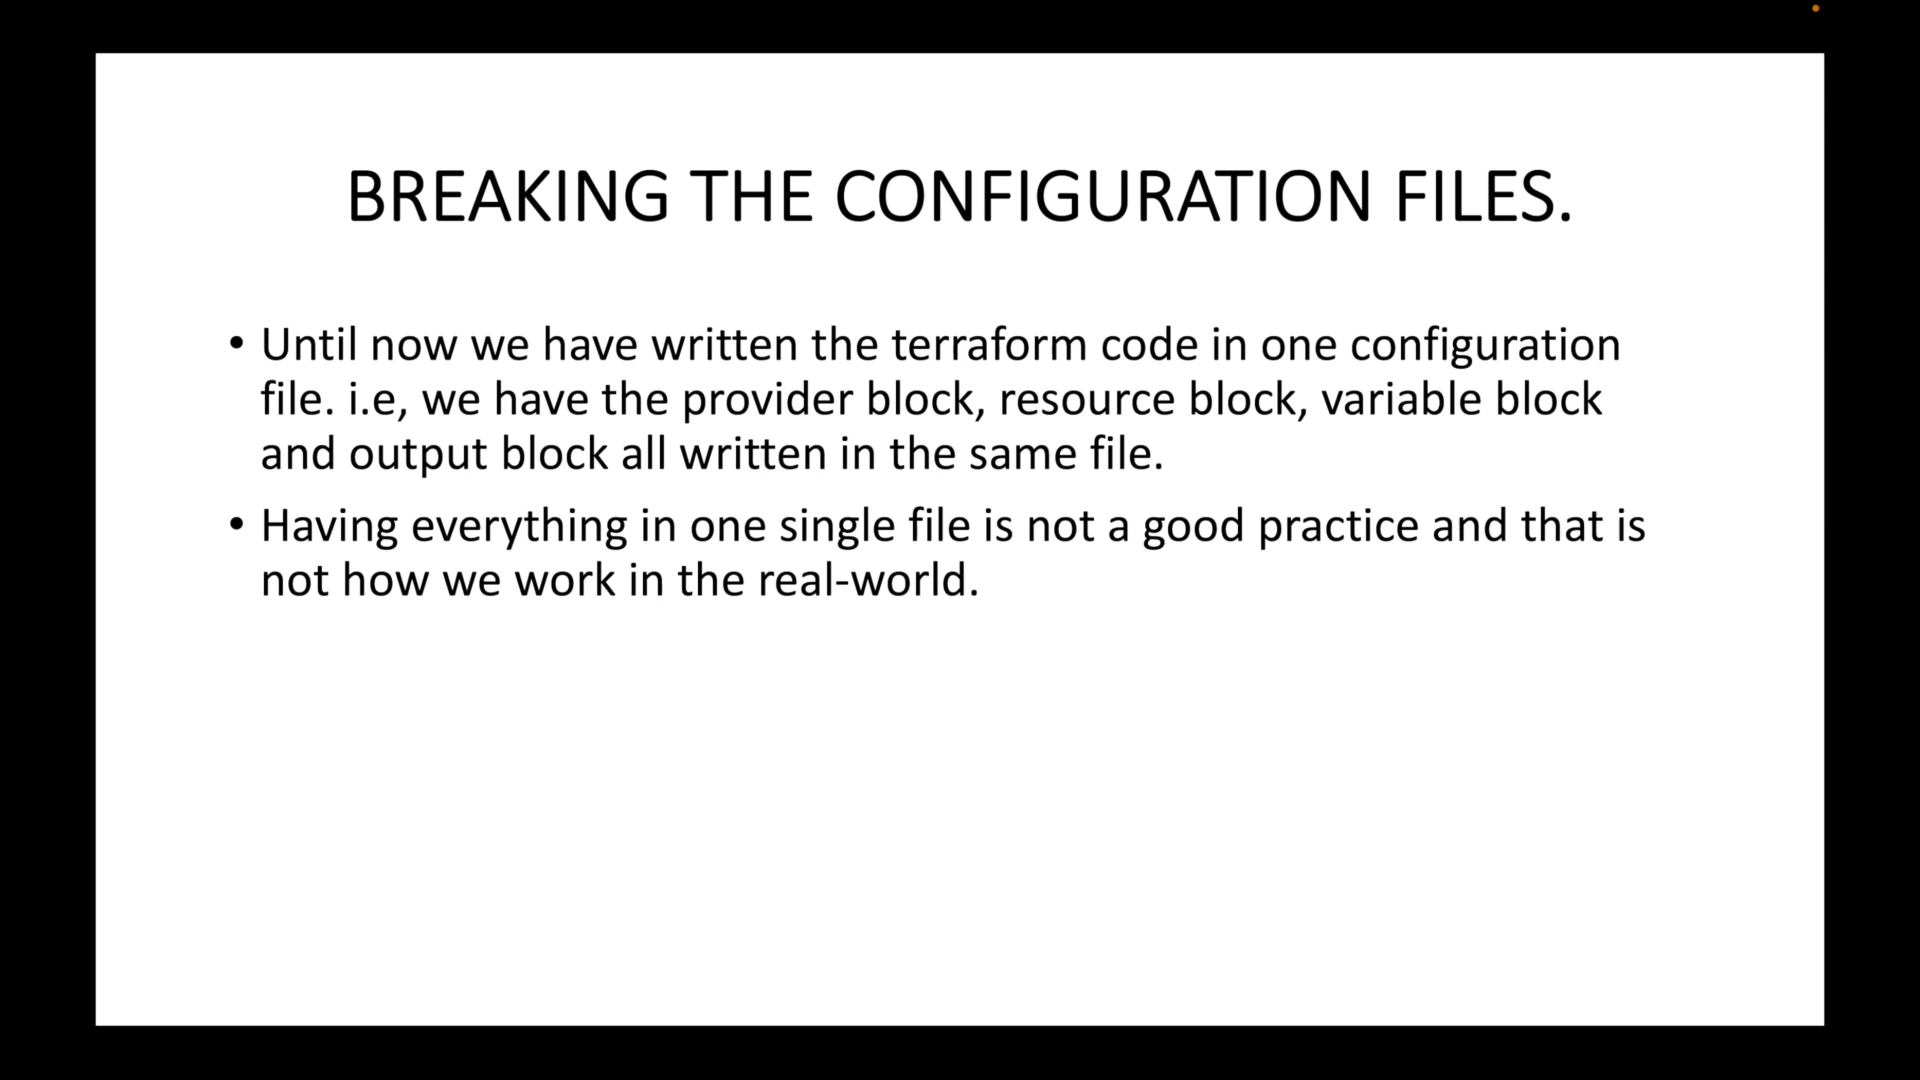 BREAKING THE CONFIGURATION FILES.
• Until now we have written the terraform code in one configuration
file. i.e, we have the provider block, resource block, variable block
and output block all written in the same file.
• Having everything in one single file is not a good practice and that is
not how we work in the real-world.